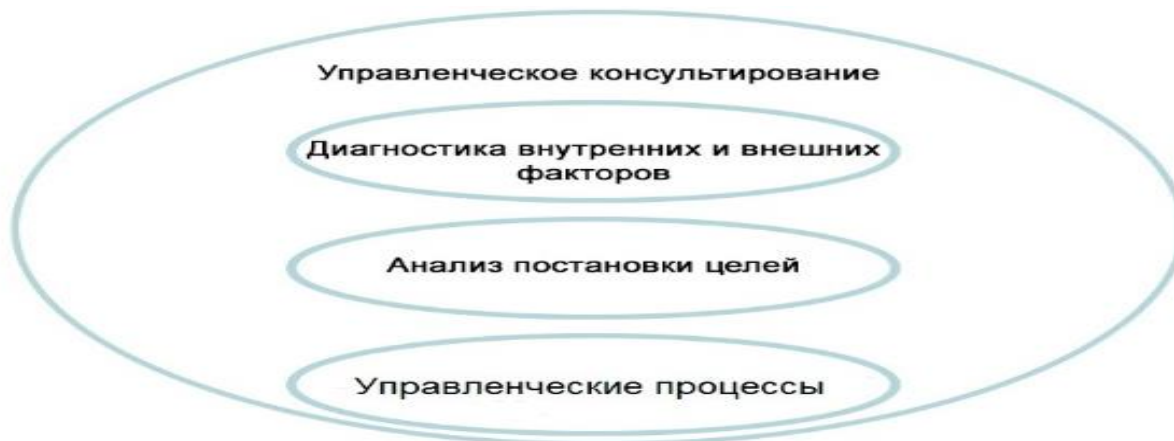 Управленческое консультирование
Диагностика внутренних и внешних
факторов
Анализ постановки целей
Управленческие процессы